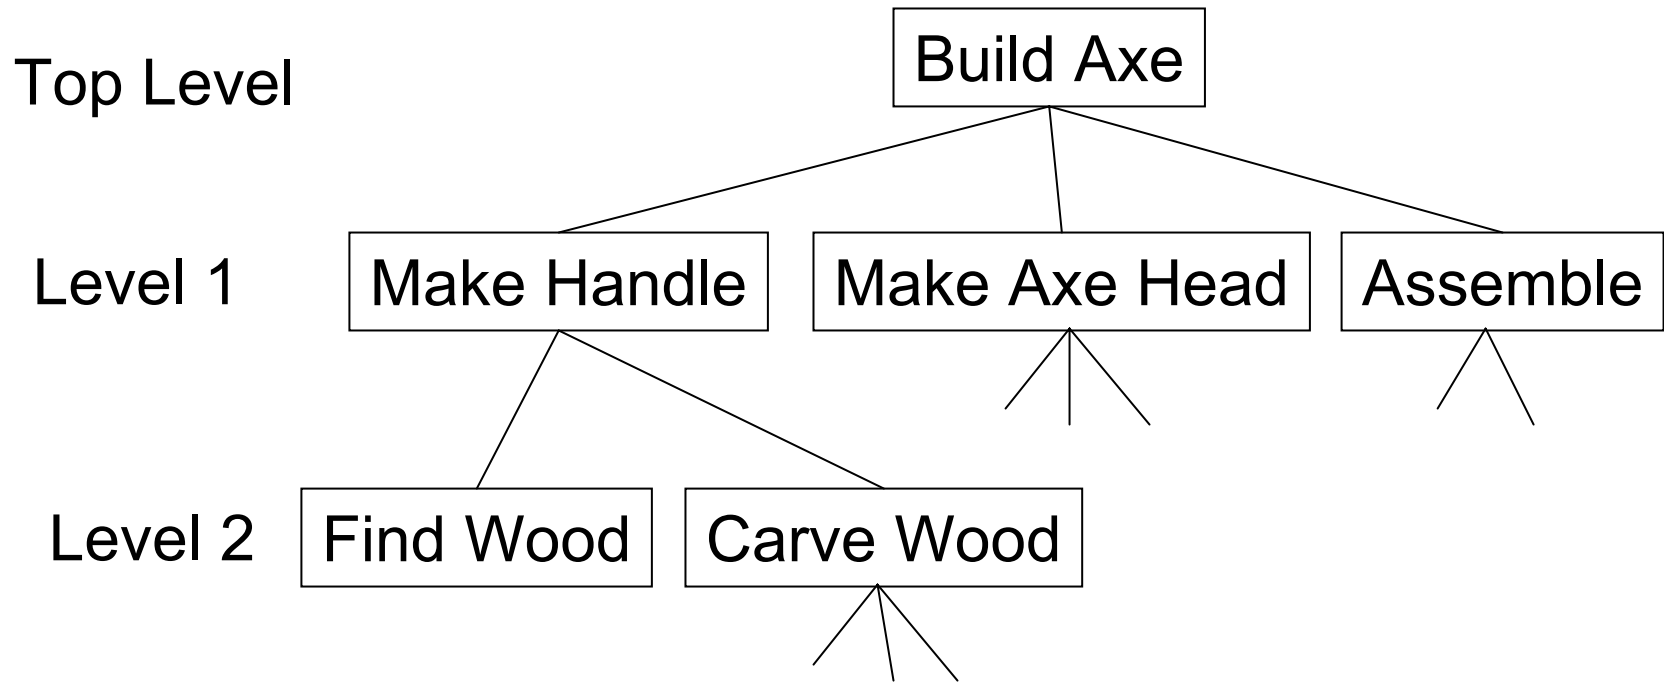 Build Axe
Top Level
Level 1
Make Handle
Make Axe Head
Assemble
Level 2
Find Wood
Carve Wood